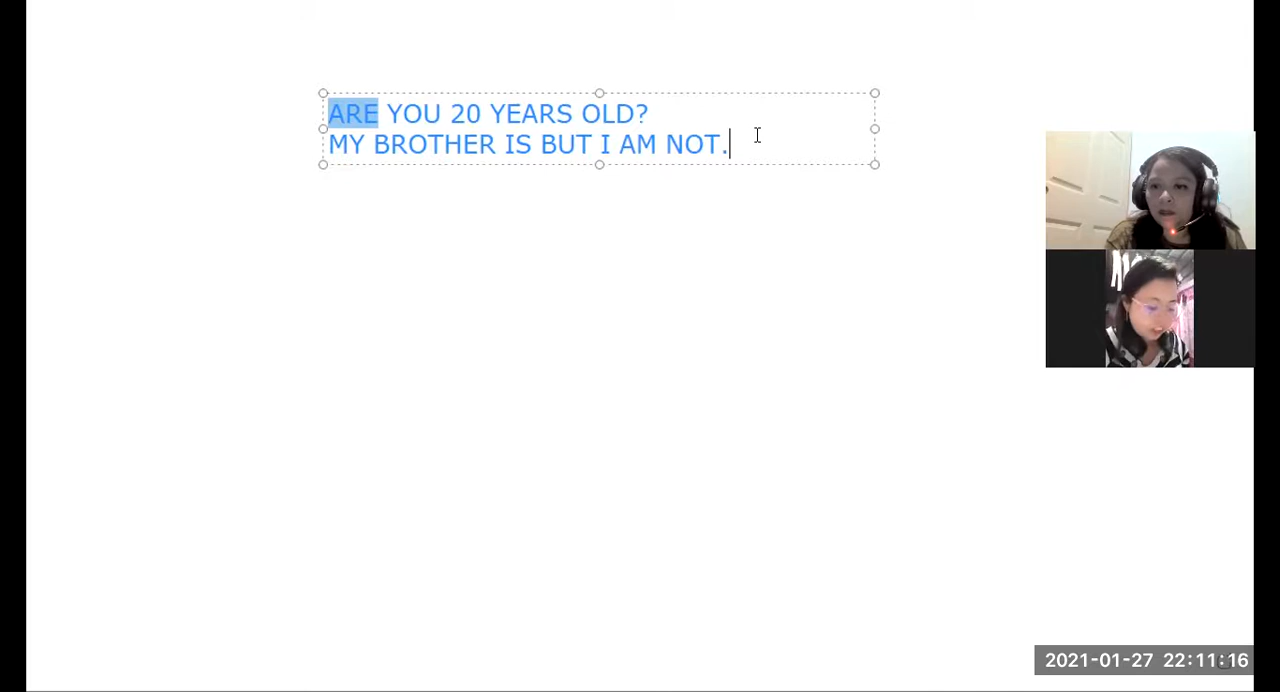 ARE YOU 20 YEARS OLD?
MY BROTHER IS BUT I AM NOT.
2021-01-27 22:11:16